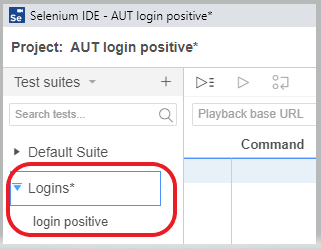 Se Selenium IDE - AUT login positive*
Project: AUT login positive*
Test suites
Search tests...
Playback base URL
Command
Default Suite
Logins*
login positive